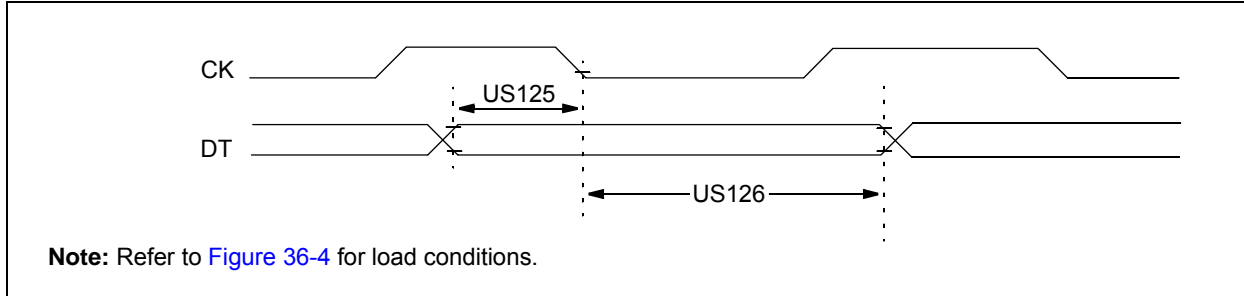 CK
US125
DT
US126
Note: Refer to Figure 36-4 for load conditions.